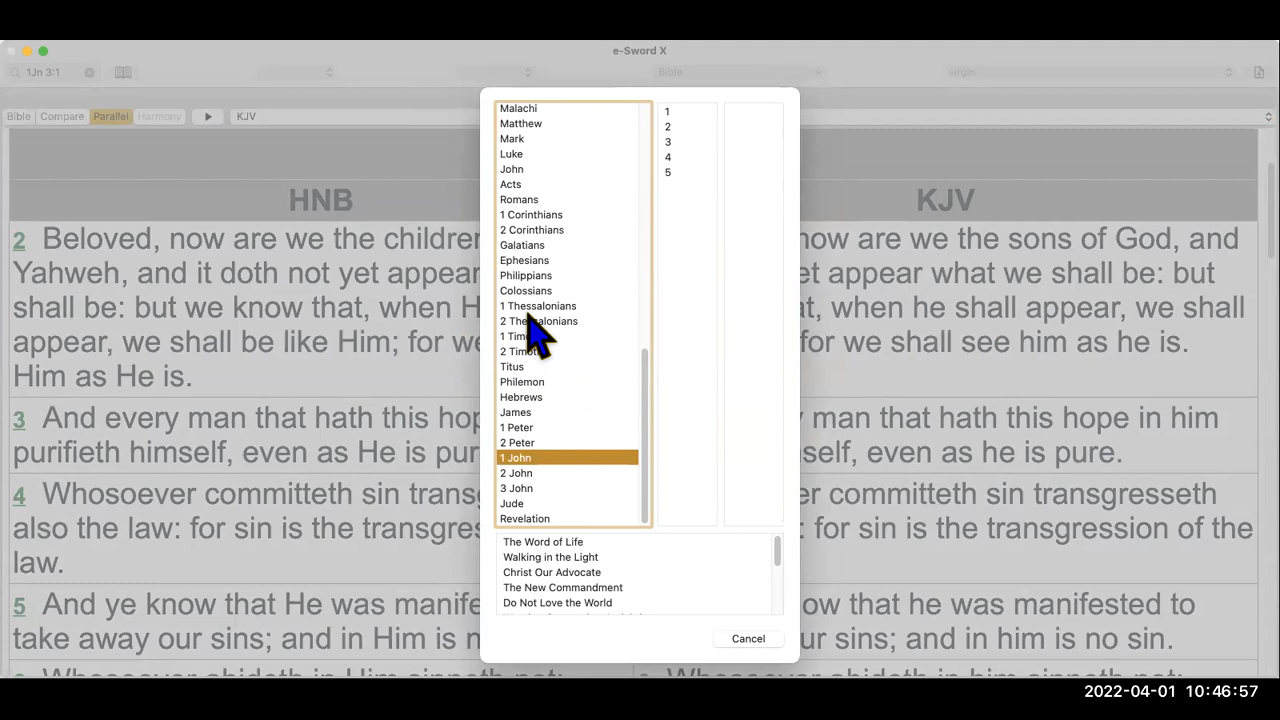 e-Sword X
1Jn 3:1
Bible
Virgin
Bible Compare Parallel Harmony KJV
HNB
KJV
2 Beloved, now are we the children
Yahweh, and it doth not yet appear
shall be: but we know that, when H
appear, we shall be like Him; for we
Him as He is.
3 And every man that hath this hop
purifieth himself, even as He is pur
4 Whosoever committeth sin transg
also the law: for sin is the transgres
law.
5 And ye know that He was manife
take away our sins; and in Him is n
now are we the sons of God, and
et appear what we shall be: but
that, when he shall appear, we shall
for we shall see him as he is.
y man that hath this hope in him
self, even as he is pure.
er committeth sin transgresseth
: for sin is the transgression of the
ow that he was manifested to
our sins; and in him is no sin.
Malachi
Matthew
Mark
Luke
John
Acts
Romans
1 Corinthians
2 Corinthians
Galatians
Ephesians
Philippians
Colossians
1 Thessalonians
2 Thessalonians
1 Tim
2 Timot
Titus
Philemon
Hebrews
James
1 Peter
2 Peter
1 John
2 John
3 John
Jude
Revelation
1
2
3
4
5
The Word of Life
Walking in the Light
Christ Our Advocate
The New Commandment
Do Not Love the World
Cancel
2022-04-01 10:46:57